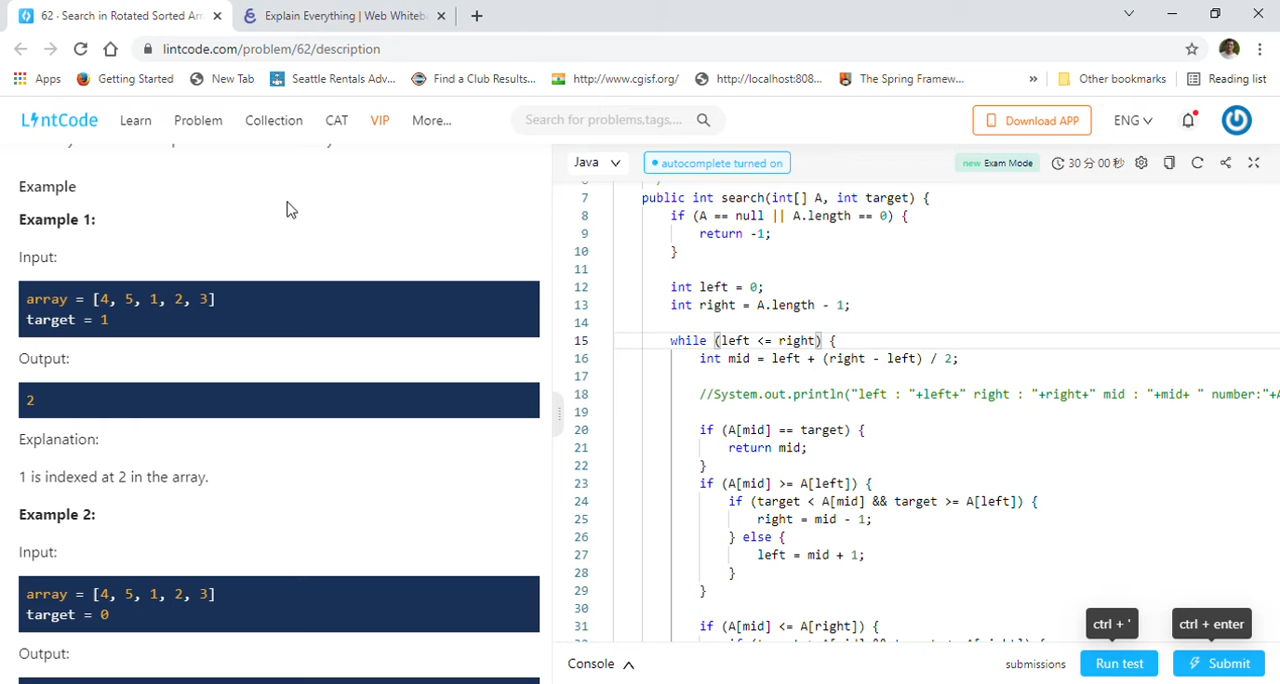 62 - Search in Rotated Sorted Arr
Explain Everything | Web Whiteb
lintcode.com/problem/62/description
Apps
Getting Started
New Tab
Seattle Rentals Adv...
Find a Club Results...
http://www.cgisf.org/
http://localhost:808...
The Spring Framew...
»
Other bookmarks
Reading list
LintCode
Learn
Problem
Collection
CAT
VIP
More...
Search for problems,tags,...
Download APP
ENG
Example
Example 1:
Input:
array = [4, 5, 1, 2, 3]
target = 1
Output:
2
Explanation:
1 is indexed at 2 in the array.
Example 2:
Input:
array = [4, 5, 1, 2, 3]
target = 0
Output:
Java
autocomplete turned on
new Exam Mode
30 分 00 秒
7 public int search(int[] A, int target) {
8 if (A == null || A.length == 0) {
9 return -1;
10 }
11
12 int left = 0;
13 int right = A.length - 1;
14
15 while (left <= right) {
16 int mid = left + (right - left) / 2;
17
18 //System.out.println("left : "+left+" right : "+right+" mid : "+mid+ " number:"+A
19
20 if (A[mid] == target) {
21 return mid;
22 }
23 if (A[mid] >= A[left]) {
24 if (target < A[mid] && target >= A[left]) {
25 right = mid - 1;
26 } else {
27 left = mid + 1;
28 }
29 }
30
31 if (A[mid] <= A[right]) {
ctrl + '
ctrl + enter
Console
submissions
Run test
Submit